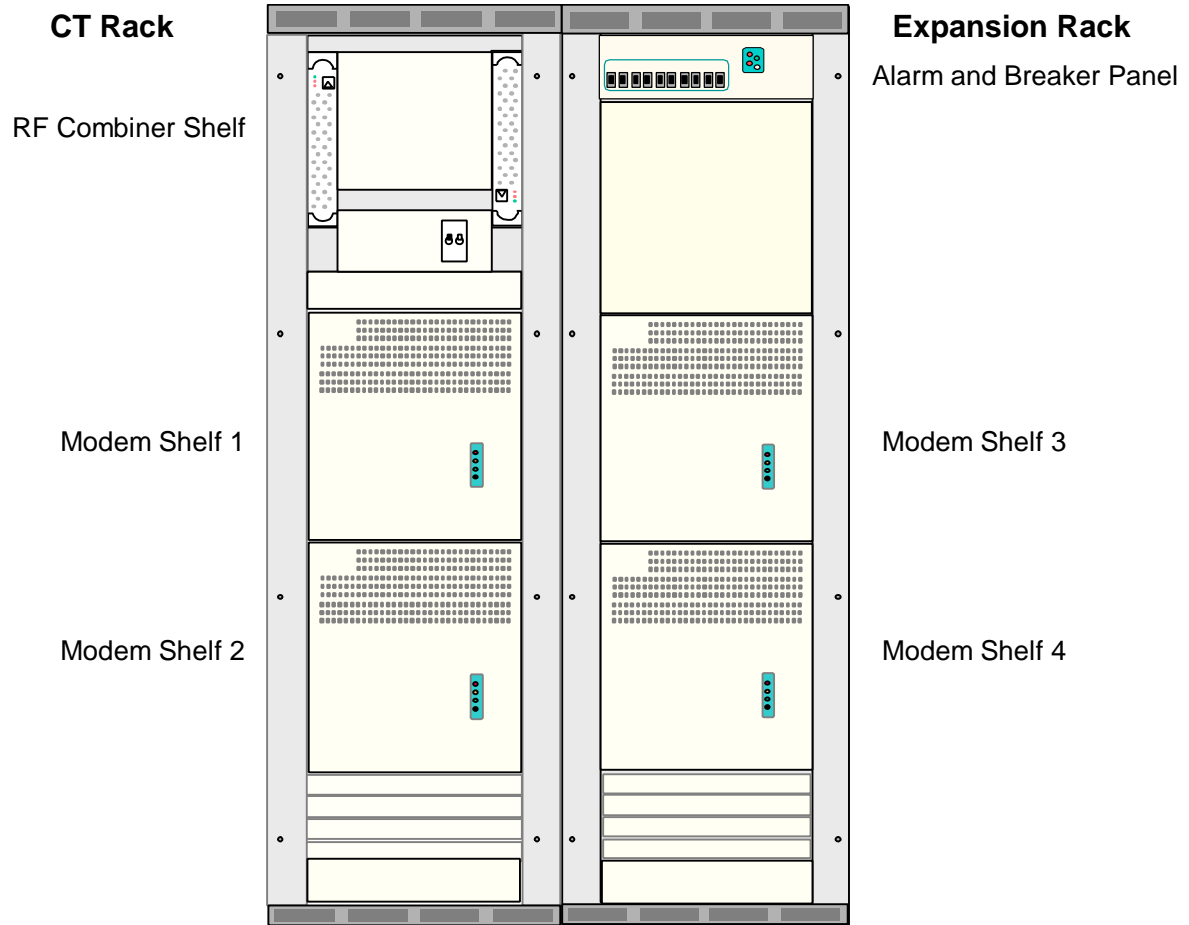 CT Rack
Expansion Rack
Alarm and Breaker Panel
RF Combiner Shelf
Modem Shelf 1
Modem Shelf 3
Modem Shelf 2
Modem Shelf 4